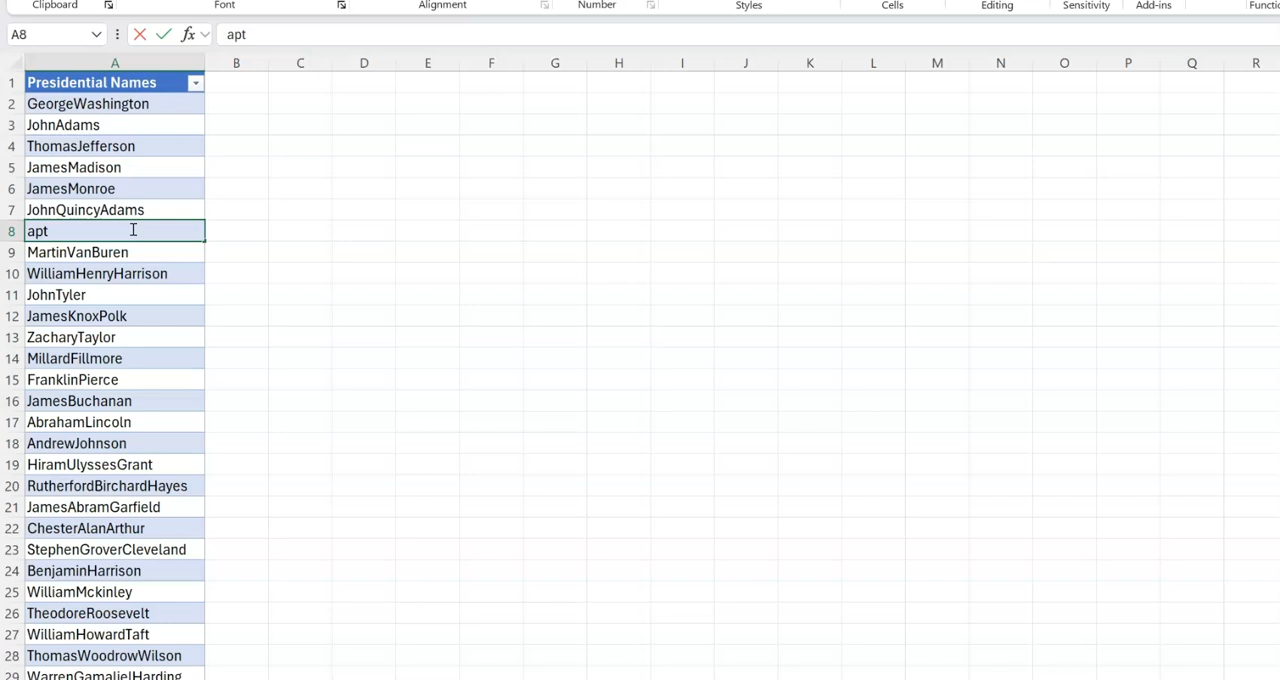 Clipboard Font Alignment Number Styles Cells Editing Sensitivity Add-ins
A8 fx apt
A B C D E F G H I J K L M N O P Q R
1 Presidential Names
2 GeorgeWashington
3 JohnAdams
4 ThomasJefferson
5 JamesMadison
6 JamesMonroe
7 JohnQuincyAdams
8 apt
9 MartinVanBuren
10 WilliamHenryHarrison
11 JohnTyler
12 JamesKnoxPolk
13 ZacharyTaylor
14 MillardFillmore
15 FranklinPierce
16 JamesBuchanan
17 AbrahamLincoln
18 AndrewJohnson
19 HiramUlyssesGrant
20 RutherfordBirchardHayes
21 JamesAbramGarfield
22 ChesterAlanArthur
23 StephenGroverCleveland
24 BenjaminHarrison
25 WilliamMckinley
26 TheodoreRoosevelt
27 WilliamHowardTaft
28 ThomasWoodrowWilson
29 WarrenGamalielHarding